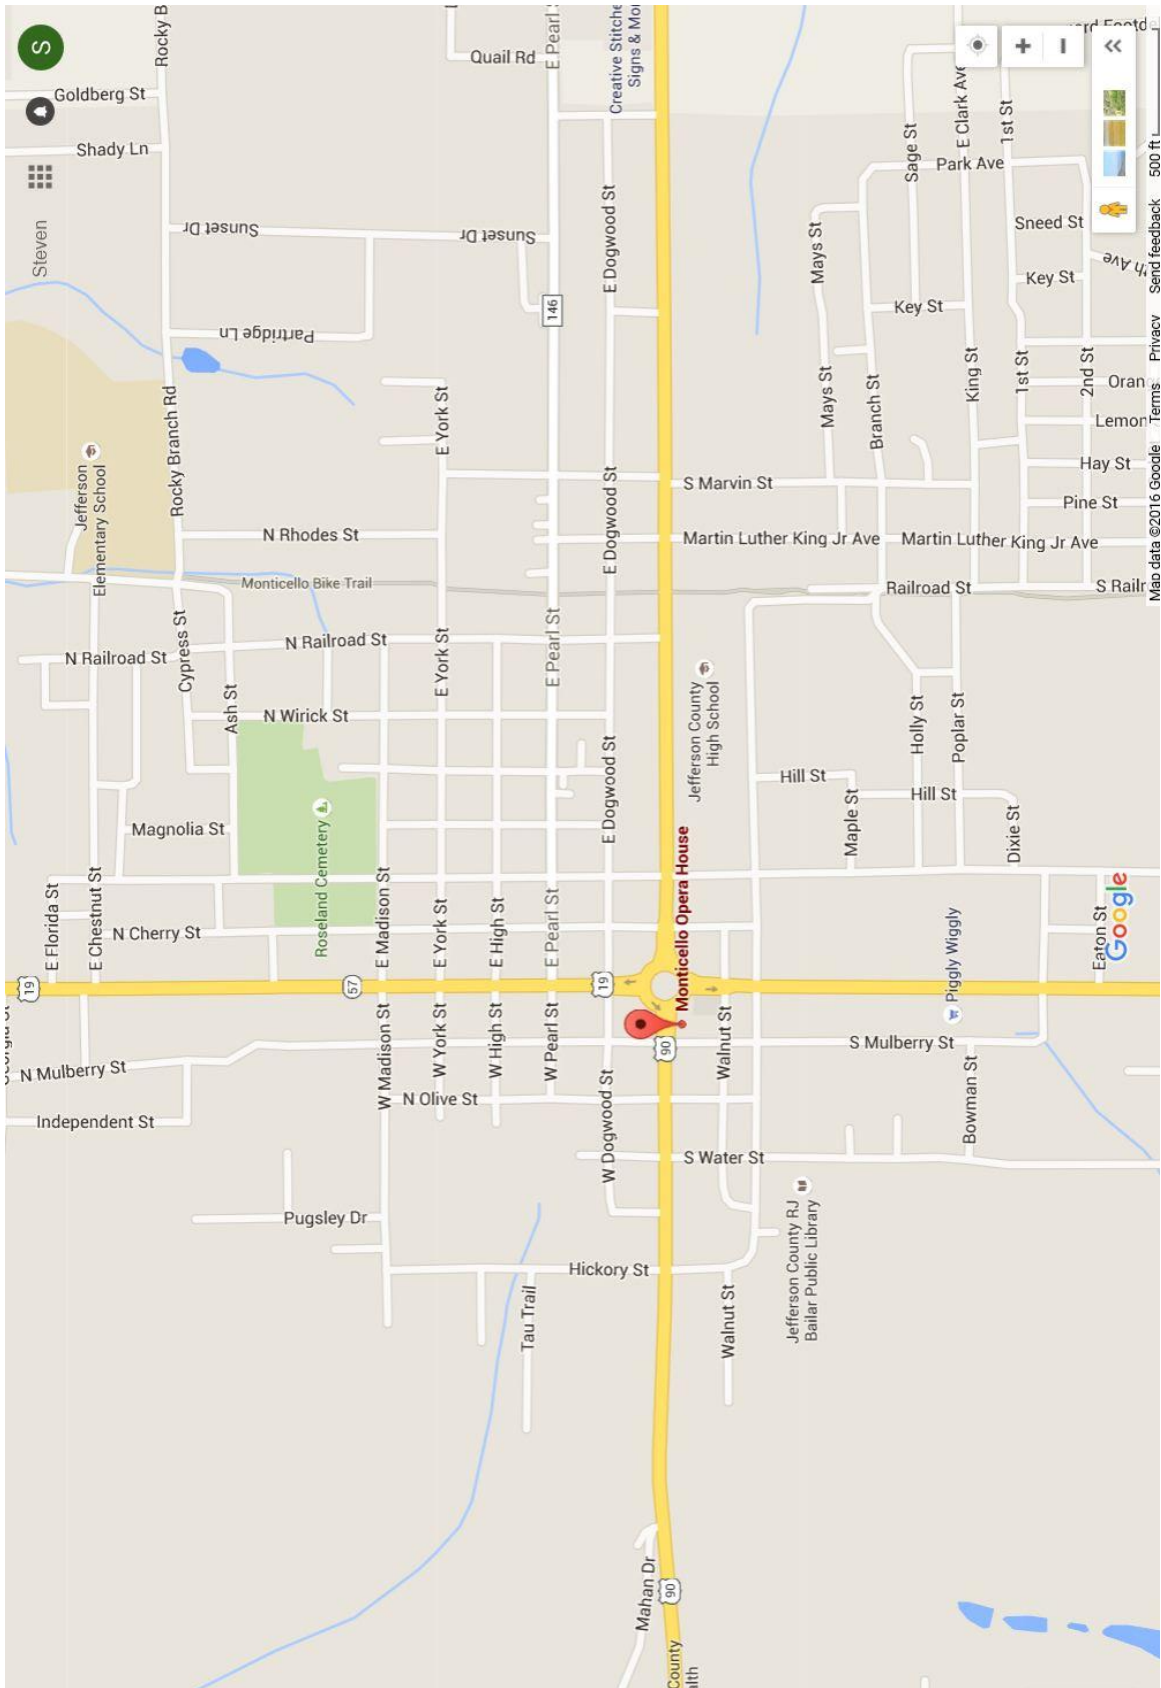 S
Steven
Rocky B
Goldberg St
Shady Ln
Quail Rd
E Pearl
Creative Stitche
Signs & Mo
Sunset Dr
Sunset Dr
Partridge Ln
146
E Dogwood St
Sage St
E Clark Ave
1st St
Park Ave
Sneed St
Mays St
Key St
Key St
th Ave
500 ft
Send feedback
Privacy
Terms
Map data ©2016 Google
Jefferson
Elementary School
Rocky Branch Rd
E York St
Mays St
Branch St
King St
1st St
2nd St
Oran
Lemon
Hay St
Pine St
N Rhodes St
E Dogwood St
S Marvin St
Martin Luther King Jr Ave
Martin Luther King Jr Ave
Monticello Bike Trail
Railroad St
S Railr
Cypress St
N Railroad St
N Railroad St
E York St
E Pearl St
Jefferson County
High School
Ash St
N Wirick St
Holly St
Poplar St
E Dogwood St
Hill St
Hill St
Maple St
Dixie St
Magnolia St
Roseland Cemetery
E Florida St
E Chestnut St
N Cherry St
E Madison St
E York St
E High St
E Pearl St
Monticello Opera House
Piggly Wiggly
Eaton St
Google
19
57
19
90
N Mulberry St
W Madison St
W York St
W High St
W Pearl St
Walnut St
S Mulberry St
Independent St
N Olive St
W Dogwood St
S Water St
Bowman St
Pugsley Dr
Hickory St
Jefferson County RJ
Bailar Public Library
Tau Trail
Walnut St
Mahan Dr
90
County
lth